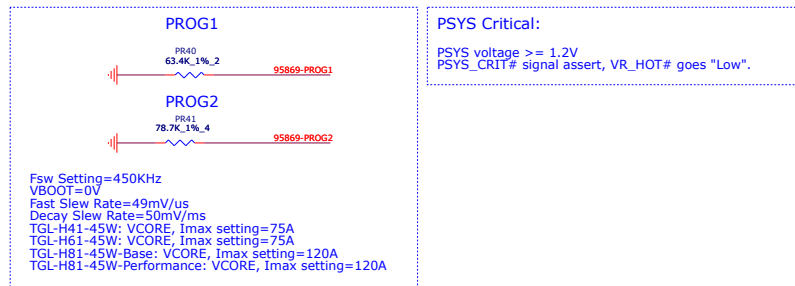 PROG1
PR40
63.4K_1%_2
95869-PROG1
PROG2
PR41
78.7K_1%_4
95869-PROG2
Fsw Setting=450KHz
VBOOT=0V
Fast Slew Rate=49mV/us
Decay Slew Rate=50mV/ms
TGL-H41-45W: VCORE, Imax setting=75A
TGL-H61-45W: VCORE, Imax setting=75A
TGL-H81-45W-Base: VCORE, Imax setting=120A
TGL-H81-45W-Performance: VCORE, Imax setting=120A
PSYS Critical:
PSYS voltage >= 1.2V
PSYS_CRIT# signal assert, VR_HOT# goes "Low".